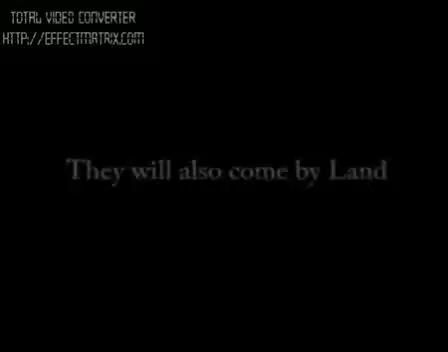 TOTAL VIDEO CONVERTER
HTTP://EFFECTMATRIX.COM
They will also come by Land